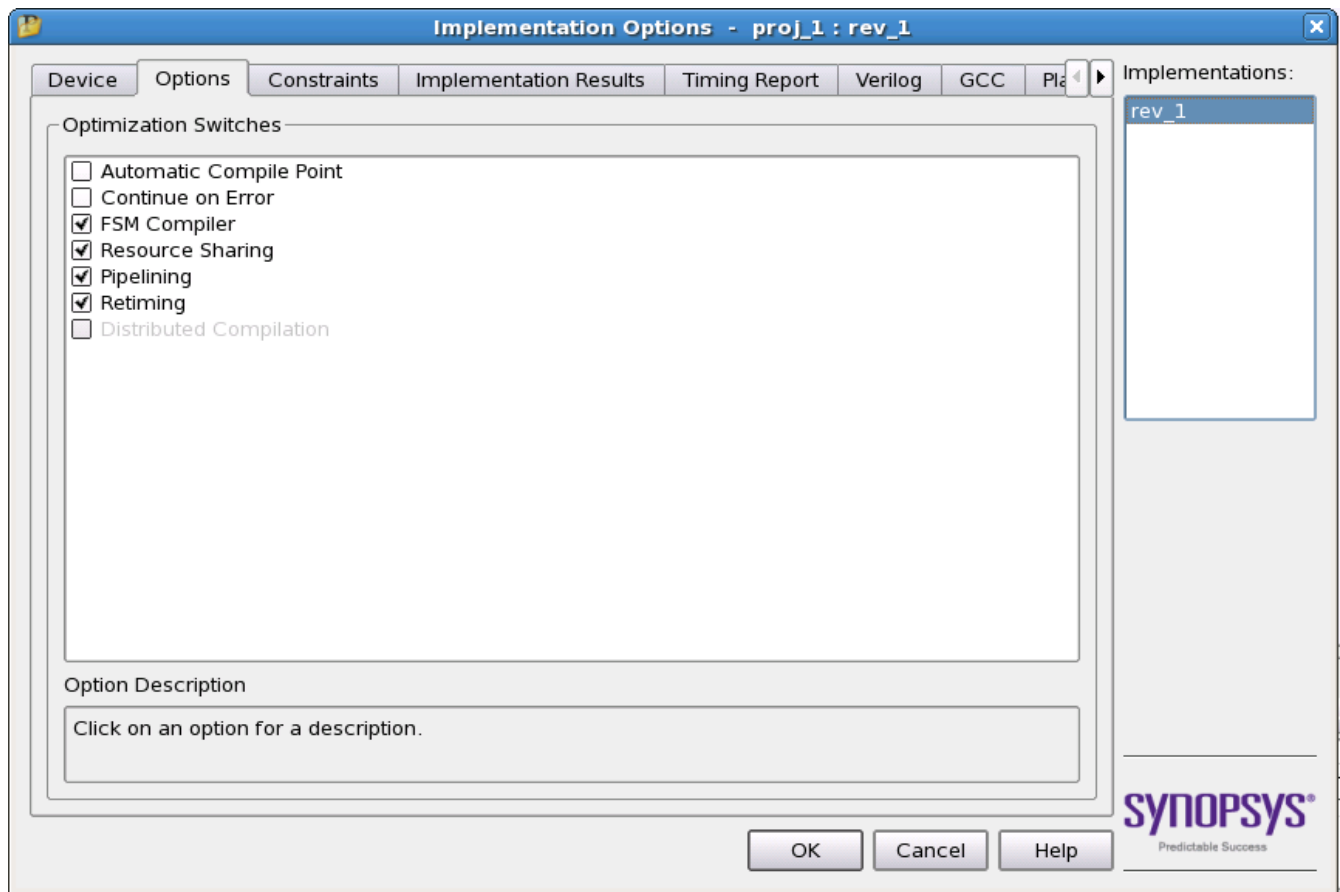 Implementation Options - proj_1 : rev_1
Device Options Constraints Implementation Results Timing Report Verilog GCC
Implementations:
rev_1
Optimization Switches
Automatic Compile Point
Continue on Error
FSM Compiler
Resource Sharing
Pipelining
Retiming
Distributed Compilation
Option Description
Click on an option for a description.
OK Cancel Help
SYNOPSYS®
Predictable Success